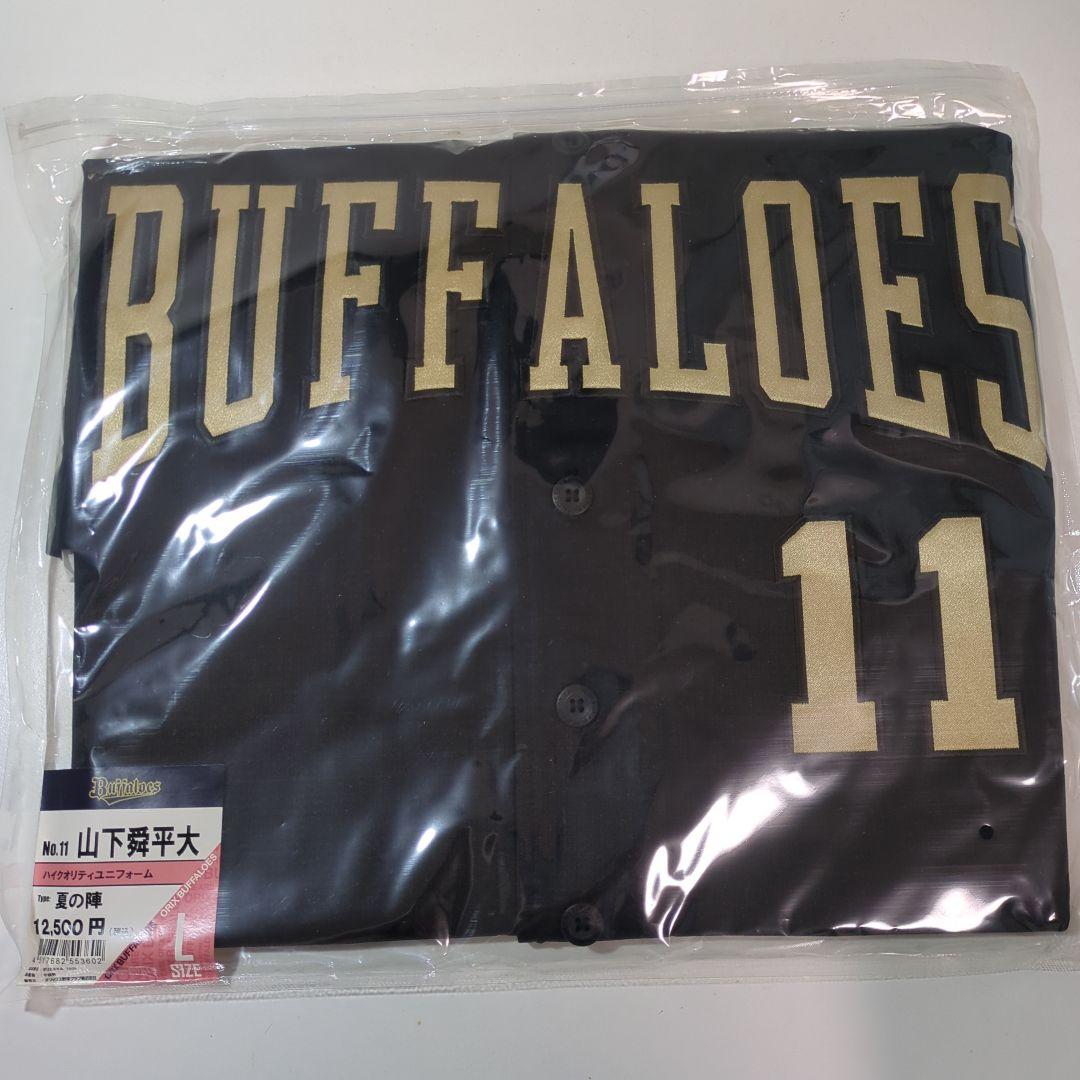 BUFFALOES
11
Buffaloes
No.11 山下舜平大
ハイクオリティユニフォーム
Type: 夏の陣
12,500円
ORIX BUFFALOES
L
SIZE